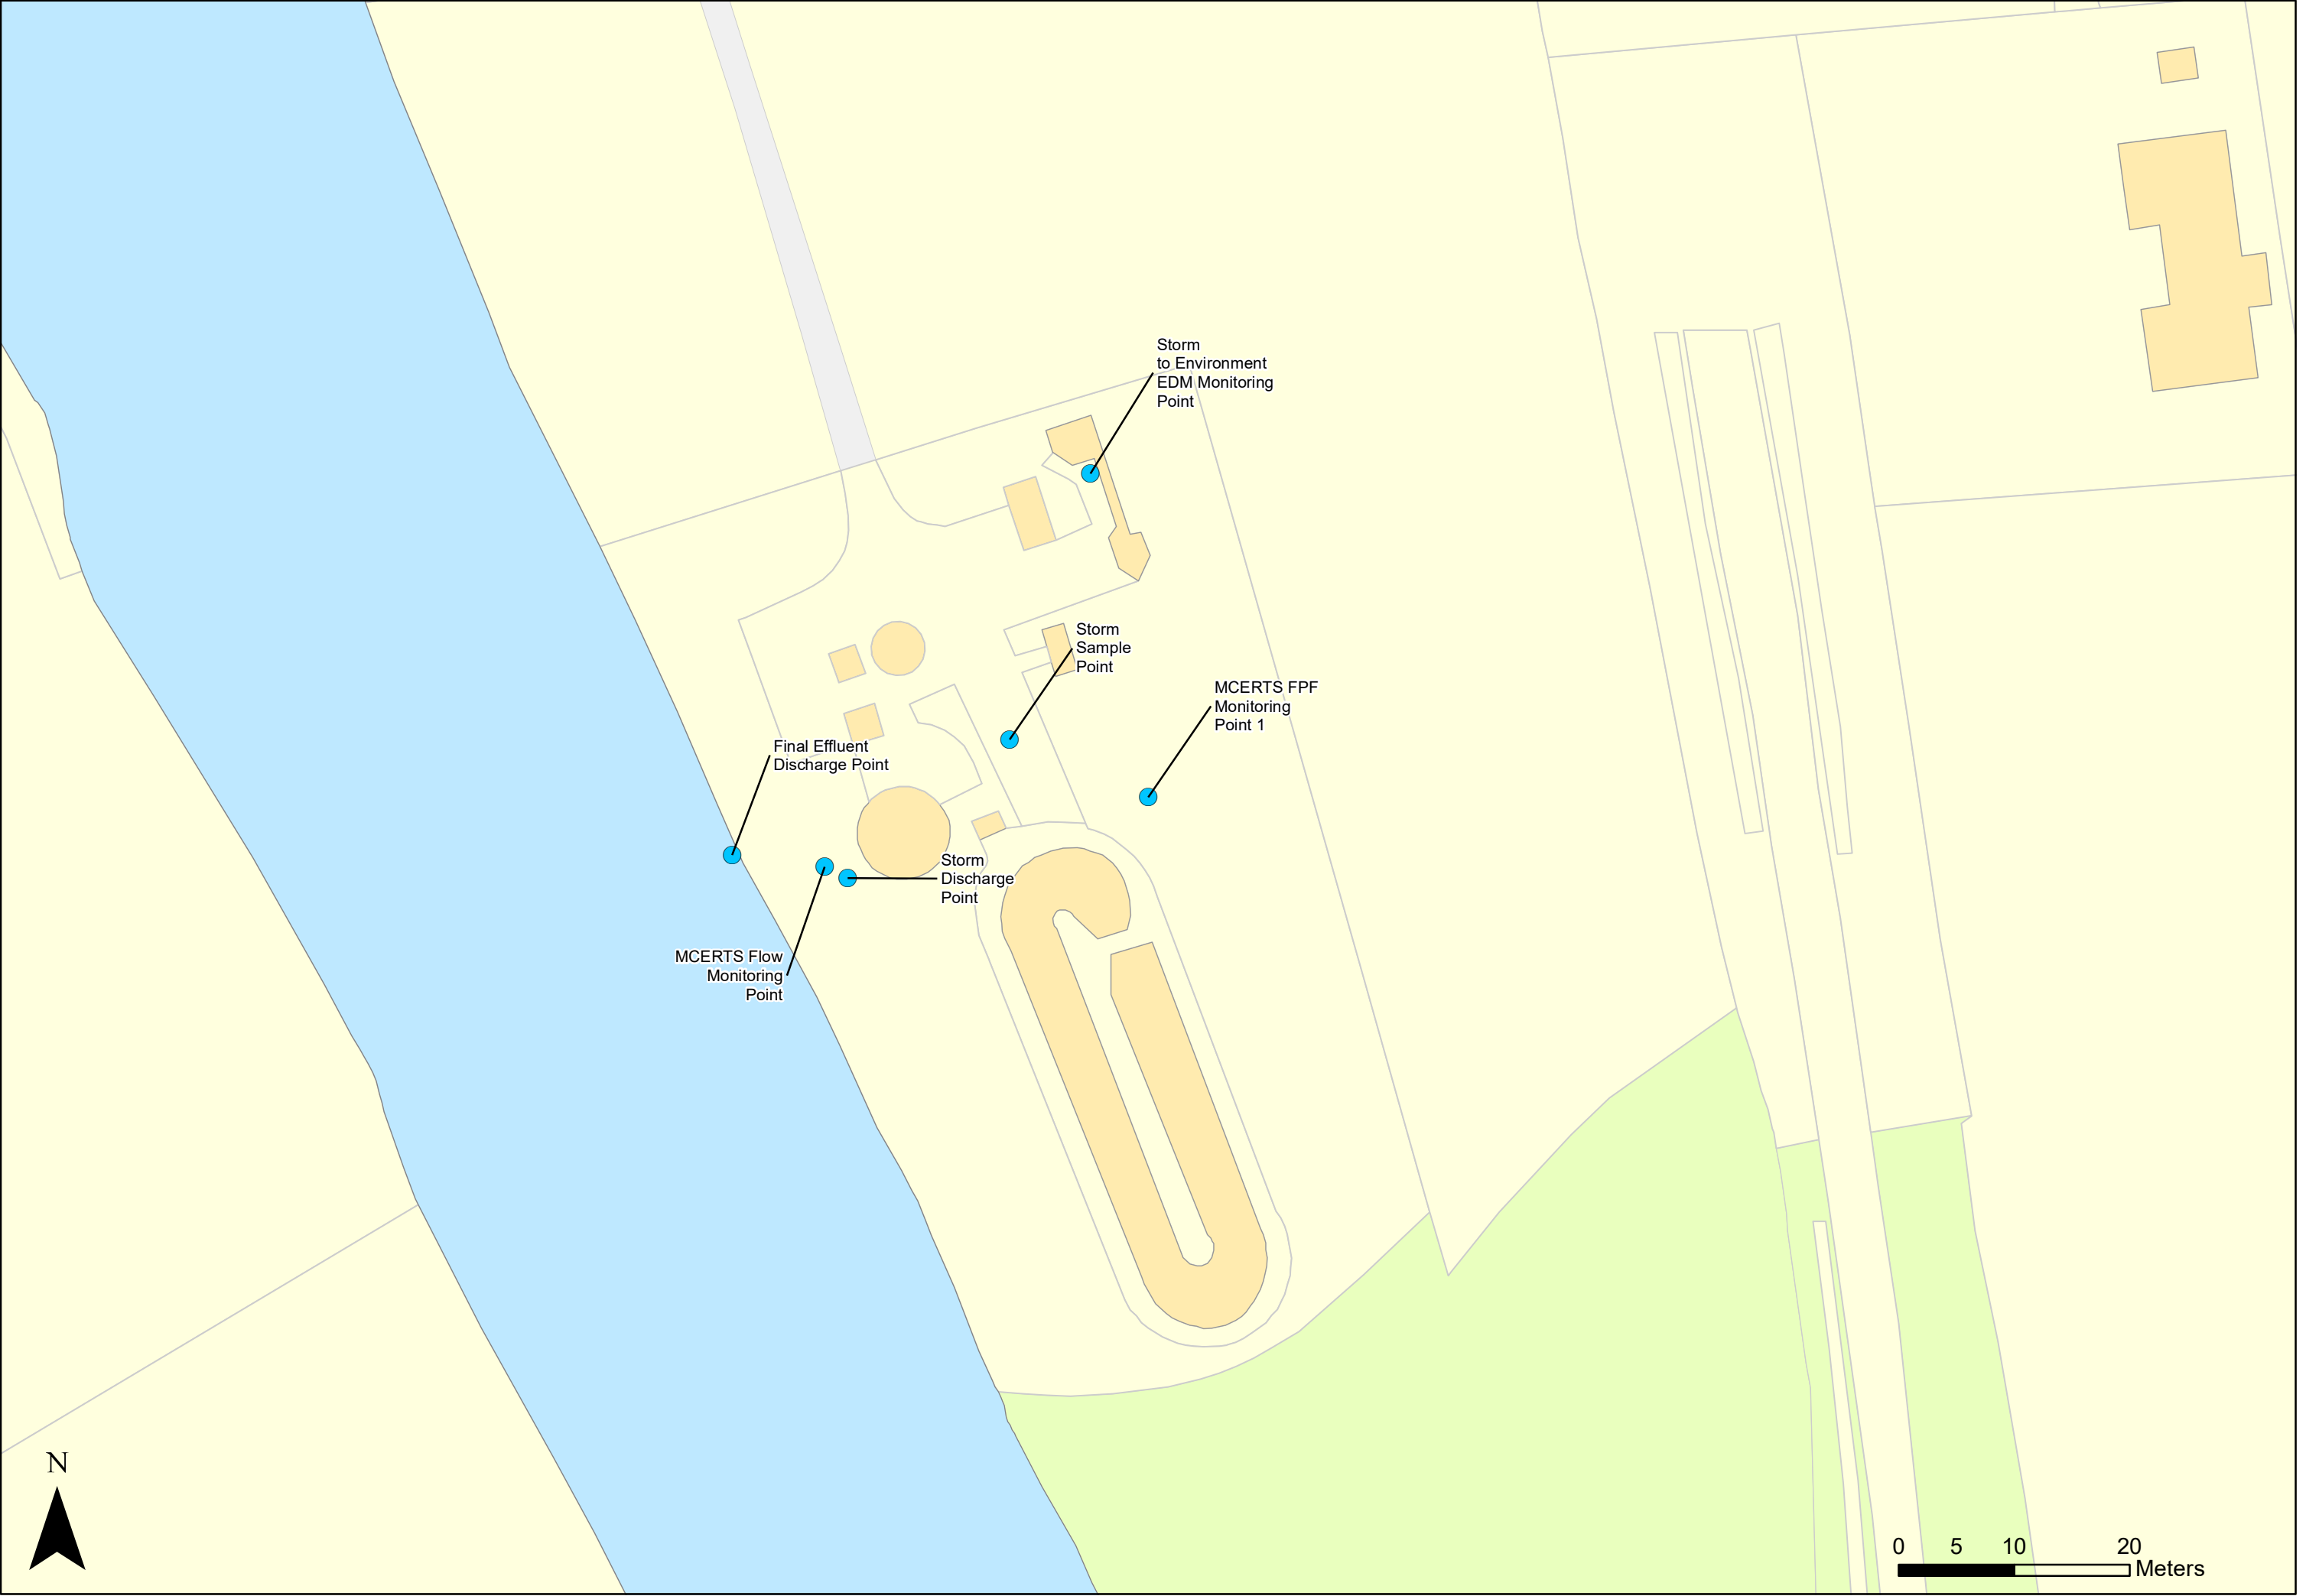 Storm
to Environment
EDM Monitoring
Point
Storm
Sample
Point
MCERTS FPF
Monitoring
Point 1
Final Effluent
Discharge Point
Storm
Discharge
Point
MCERTS Flow
Monitoring
Point
N
0 5 10 20
Meters